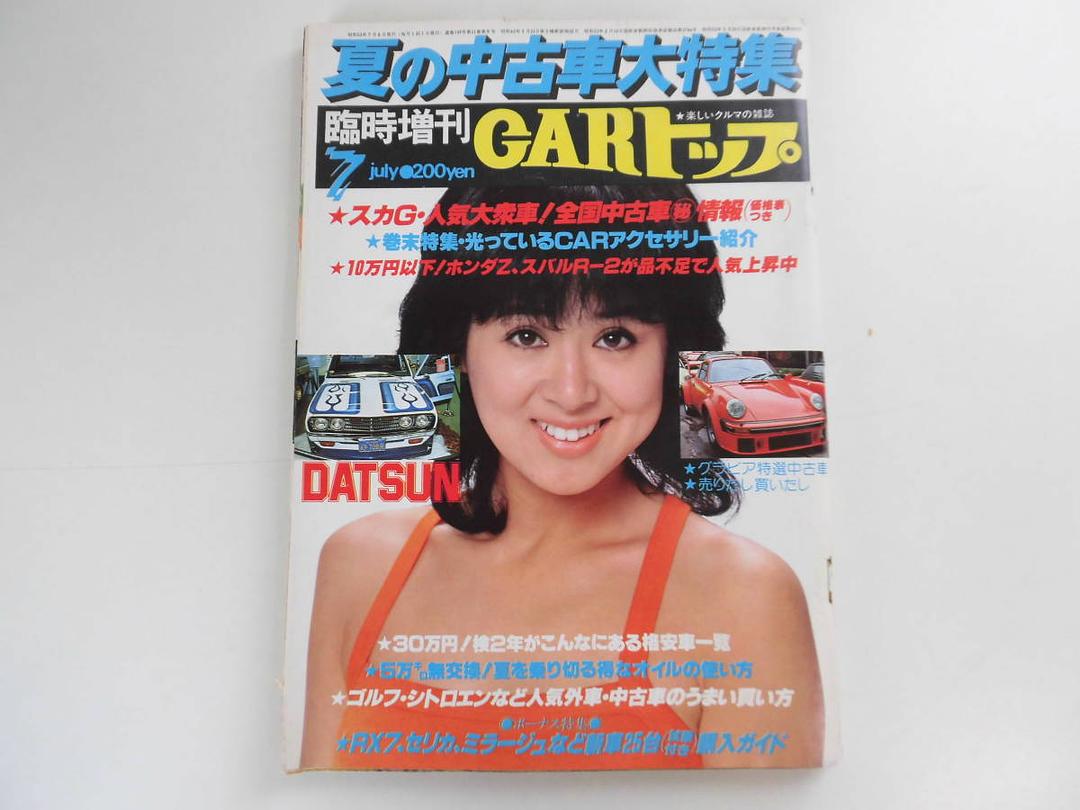 夏の中古車大特集
臨時増刊
★楽しいクルマの雑誌
CARトップ
7 july●200yen
★スカG・人気大衆車!全国中古車㊙情報(価格表つき)
★巻末特集・光っているCARアクセサリー紹介
★10万円以下!ホンダZ、スバルR-2が品不足で人気上昇中
DATSUN
★グラビア特選中古車
★売りたし買いたし
★30万円!検2年がこんなにある格安車一覧
★5万㌔無交換!夏を乗り切る得なオイルの使い方
★ゴルフ・シトロエンなど人気外車・中古車のうまい買い方
●ボーナス特集●
★RX7、セリカ、ミラージュなど新車25台(付き)購入ガイド